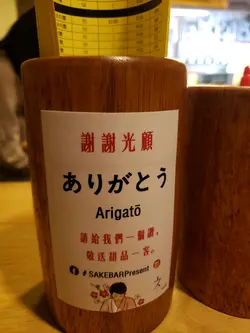 謝謝光顧
ありがとう
Arigatō
請給我們一個讚，
敬送甜品一客。
#SAKEBARPresent